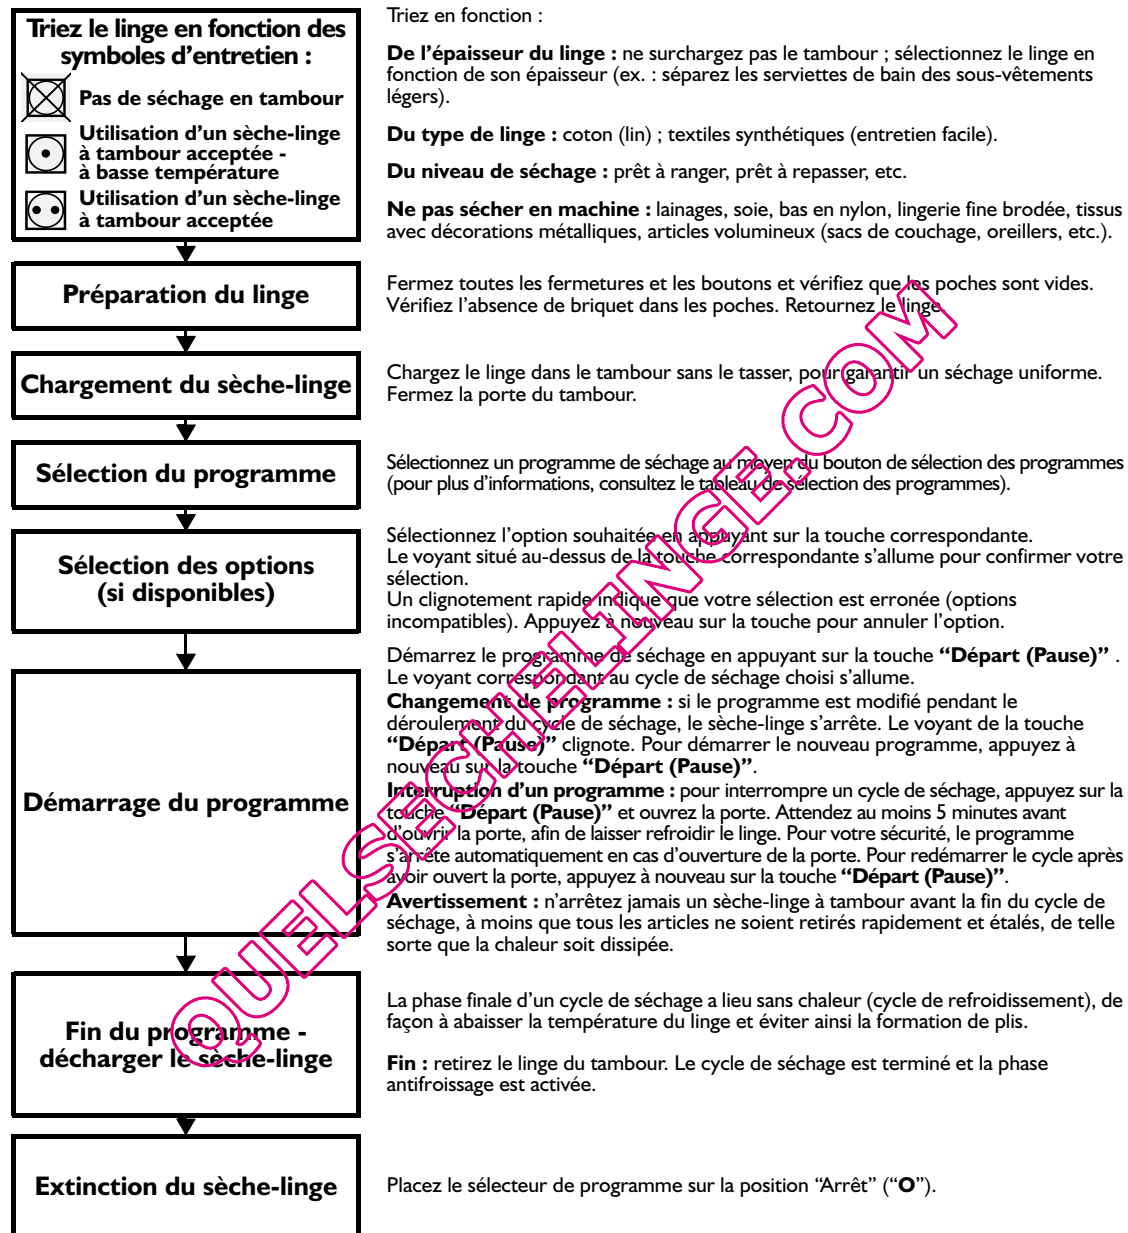 Triez le linge en fonction des
symboles d'entretien :
Pas de séchage en tambour
Utilisation d'un sèche-linge
à tambour acceptée -
à basse température
Utilisation d'un sèche-linge
à tambour acceptée
Triez en fonction :
De l'épaisseur du linge : ne surchargez pas le tambour ; sélectionnez le linge en
fonction de son épaisseur (ex. : séparez les serviettes de bain des sous-vêtements
légers).
Du type de linge : coton (lin) ; textiles synthétiques (entretien facile).
Du niveau de séchage : prêt à ranger, prêt à repasser, etc.
Ne pas sécher en machine : lainages, soie, bas en nylon, lingerie fine brodée, tissus
avec décorations métalliques, articles volumineux (sacs de couchage, oreillers, etc.).
Préparation du linge
Fermez toutes les fermetures et les boutons et vérifiez que les poches sont vides.
Vérifiez l'absence de briquet dans les poches. Retournez le linge.
Chargement du sèche-linge
Chargez le linge dans le tambour sans le tasser, pour garantir un séchage uniforme.
Fermez la porte du tambour.
Sélection du programme
Sélectionnez un programme de séchage au moyen du bouton de sélection des programmes
(pour plus d'informations, consultez le tableau de sélection des programmes).
Sélection des options
(si disponibles)
Sélectionnez l'option souhaitée en appuyant sur la touche correspondante.
Le voyant situé au-dessus de la touche correspondante s'allume pour confirmer votre
sélection.
Un clignotement rapide indique que votre sélection est erronée (options
incompatibles). Appuyez à nouveau sur la touche pour annuler l'option.
Démarrage du programme
Démarrez le programme de séchage en appuyant sur la touche “Départ (Pause)” .
Le voyant correspondant au cycle de séchage choisi s'allume.
Changement de programme : si le programme est modifié pendant le
déroulement du cycle de séchage, le sèche-linge s'arrête. Le voyant de la touche
“Départ (Pause)” clignote. Pour démarrer le nouveau programme, appuyez à
nouveau sur la touche “Départ (Pause)”.
Interruption d'un programme : pour interrompre un cycle de séchage, appuyez sur la
touche “Départ (Pause)” et ouvrez la porte. Attendez au moins 5 minutes avant
d'ouvrir la porte, afin de laisser refroidir le linge. Pour votre sécurité, le programme
s'arrête automatiquement en cas d'ouverture de la porte. Pour redémarrer le cycle après
avoir ouvert la porte, appuyez à nouveau sur la touche “Départ (Pause)”.
Avertissement : n'arrêtez jamais un sèche-linge à tambour avant la fin du cycle de
séchage, à moins que tous les articles ne soient retirés rapidement et étalés, de telle
sorte que la chaleur soit dissipée.
Fin du programme -
décharger le sèche-linge
La phase finale d'un cycle de séchage a lieu sans chaleur (cycle de refroidissement), de
façon à abaisser la température du linge et éviter ainsi la formation de plis.
Fin : retirez le linge du tambour. Le cycle de séchage est terminé et la phase
antifroissage est activée.
Extinction du sèche-linge
Placez le sélecteur de programme sur la position “Arrêt” (“O”).
QUELSECHELINGE.COM